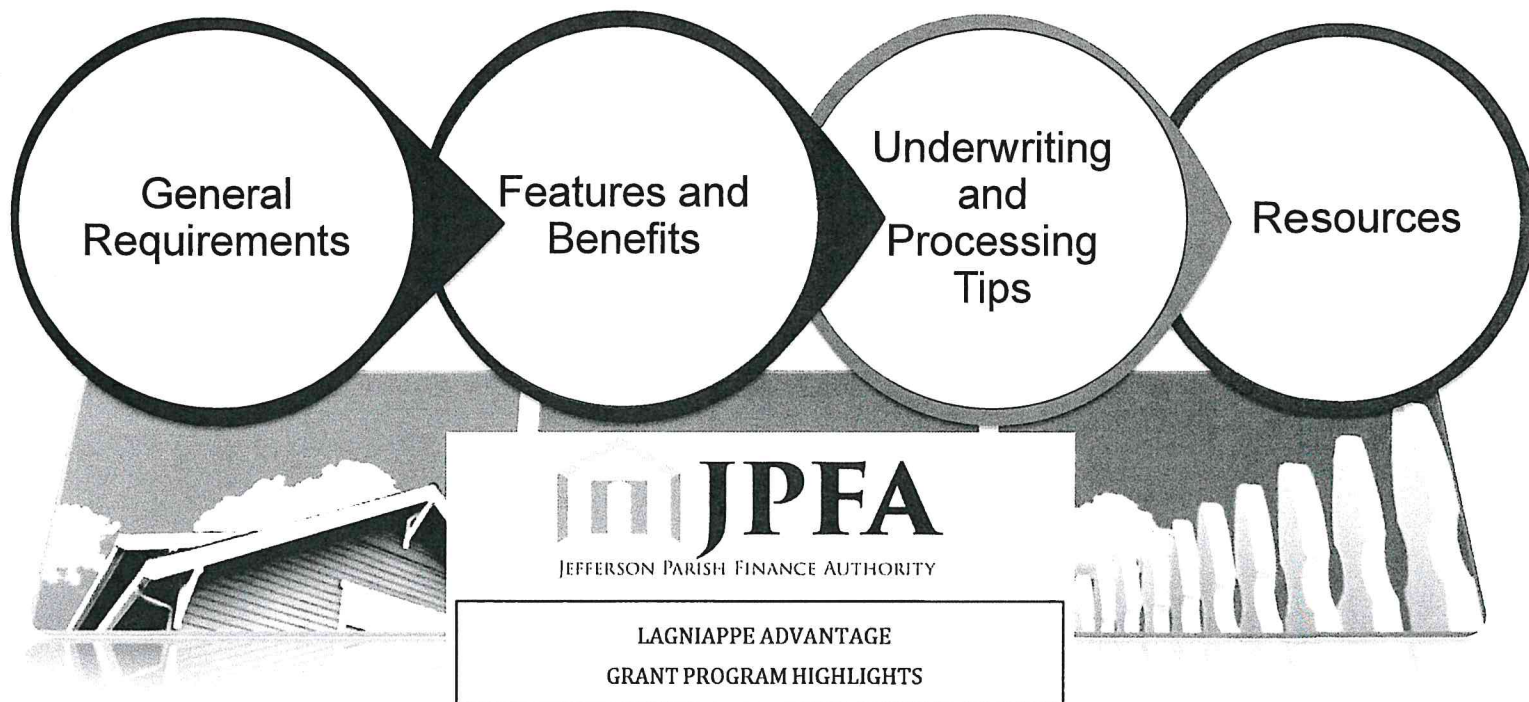 General
Requirements
Features and
Benefits
Underwriting
and
Processing
Tips
Resources
JPFA
JEFFERSON PARISH FINANCE AUTHORITY
LAGNIAPPE ADVANTAGE
GRANT PROGRAM HIGHLIGHTS